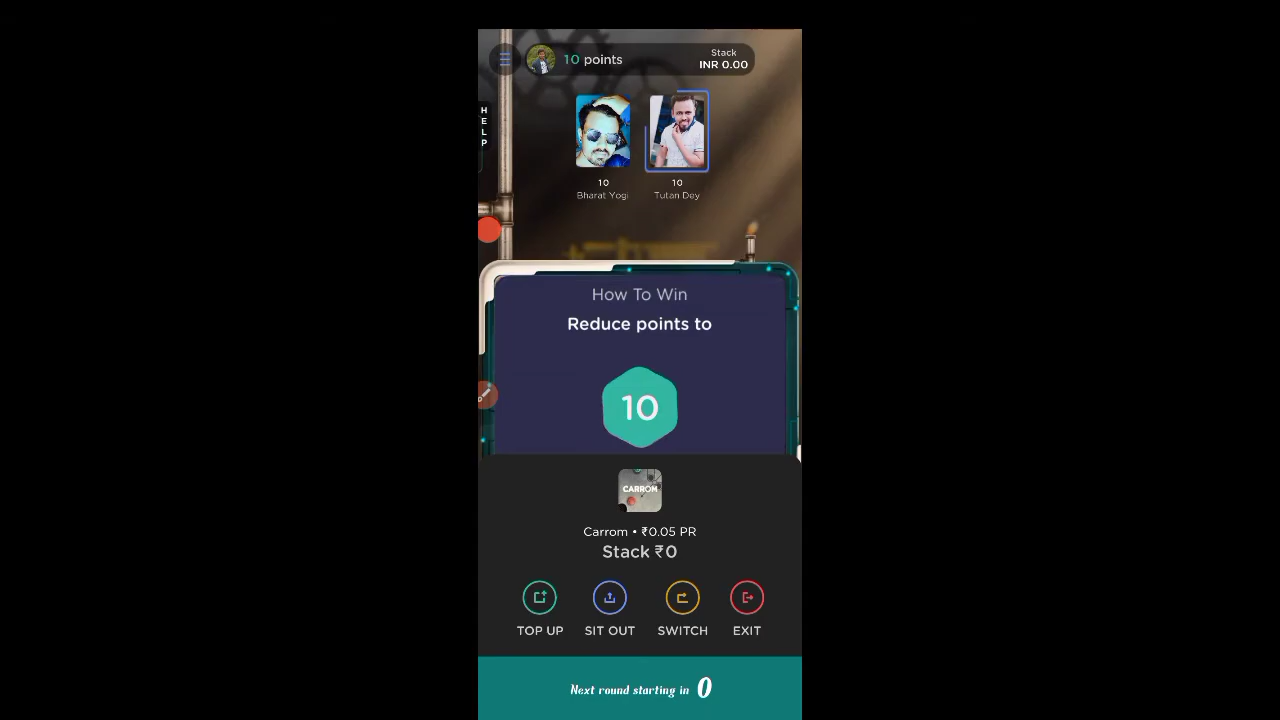 10 points
Stack
INR 0.00
HELP
10
Bharat Yogi
10
Tutan Dey
How To Win
Reduce points to
10
CARROM
Carrom • ₹0.05 PR
Stack ₹0
TOP UP
SIT OUT
SWITCH
EXIT
Next round starting in 0